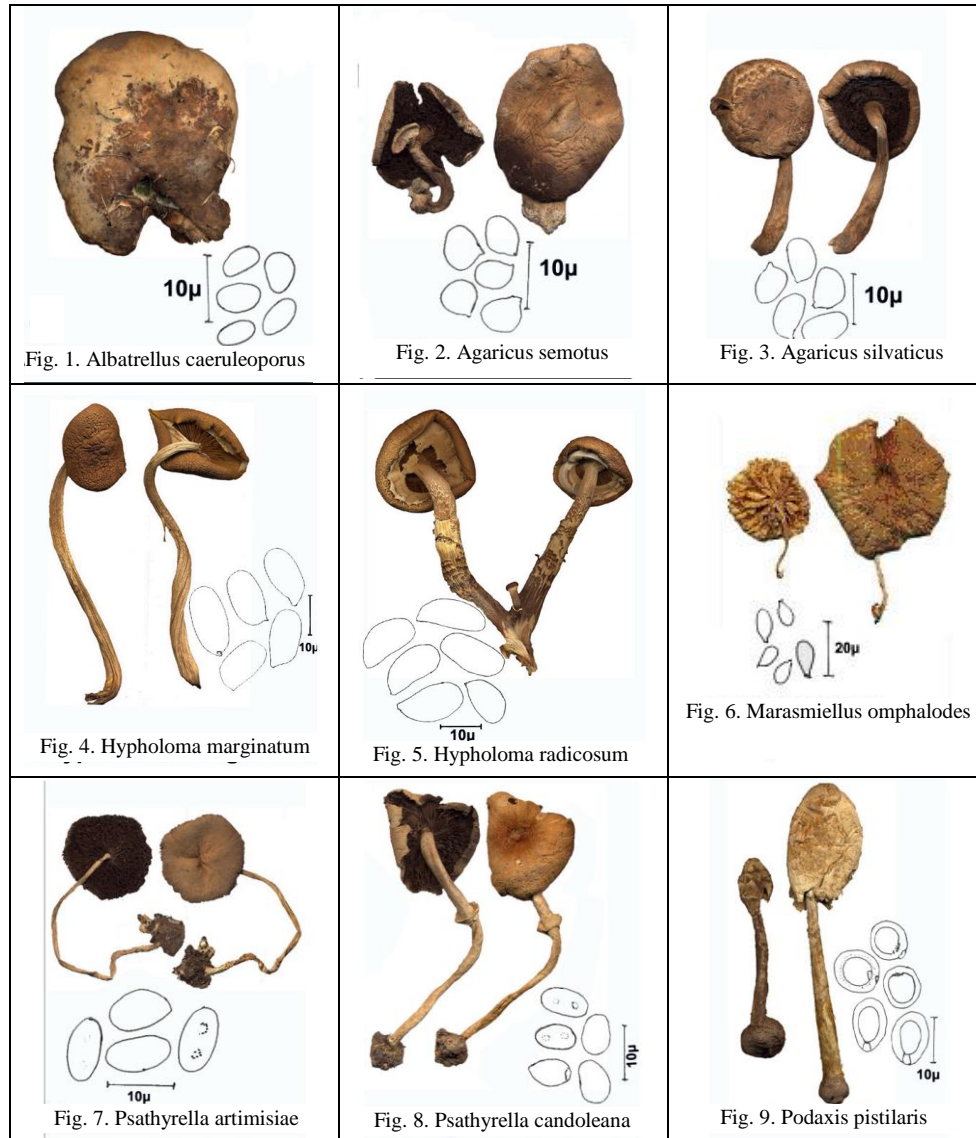 10µ
Fig. 1. Albatrellus caeruleoporus
10µ
Fig. 2. Agaricus semotus
10µ
Fig. 3. Agaricus silvaticus
10µ
Fig. 4. Hypholoma marginatum
10µ
Fig. 5. Hypholoma radicosum
20µ
Fig. 6. Marasmiellus omphalodes
10µ
Fig. 7. Psathyrella artimisiae
10µ
Fig. 8. Psathyrella candoleana
10µ
Fig. 9. Podaxis pistilaris